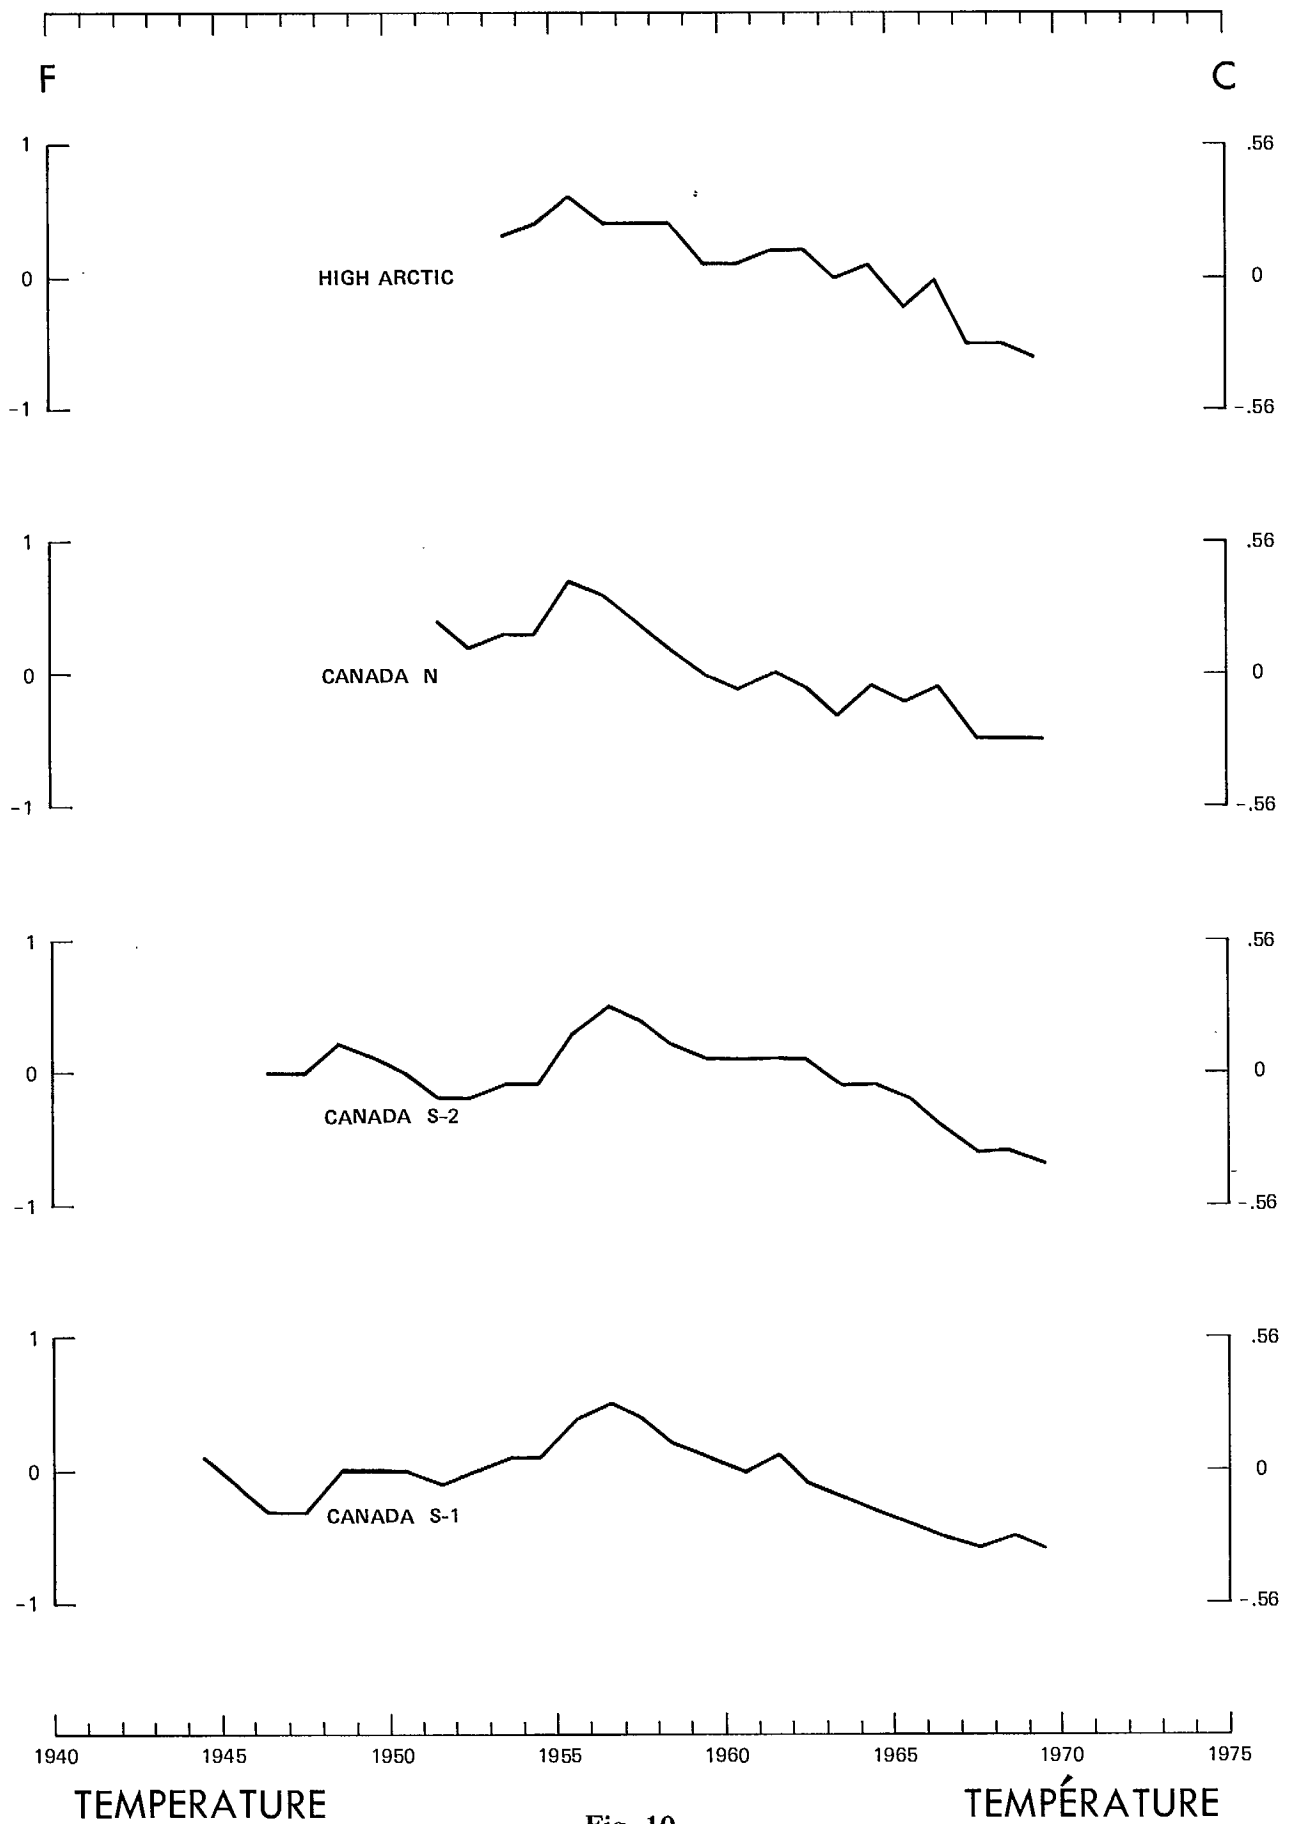 F C
1 .56
HIGH ARCTIC
0 0
-1 -.56
1 .56
CANADA N
0 0
-1 -.56
1 .56
0 0
CANADA S-2
-1 -.56
1 .56
0 0
CANADA S-1
-1 -.56
1940 1945 1950 1955 1960 1965 1970 1975
TEMPERATURE TEMPÉRATURE
Fig. 10